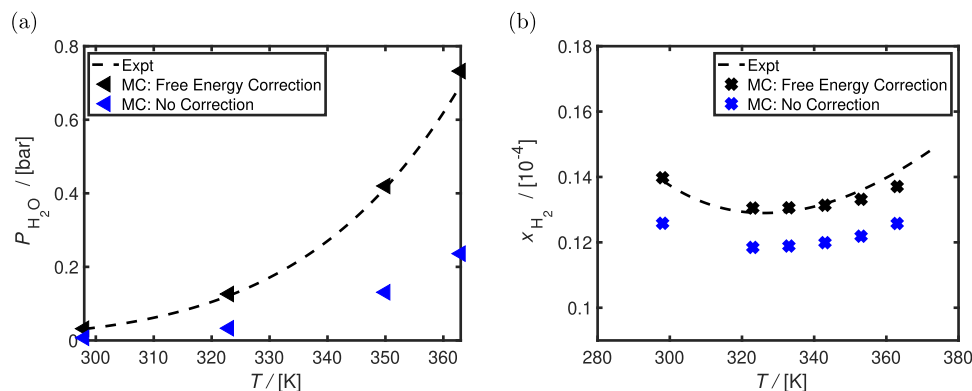 (a)
0.8
0.6
0.4
0.2
0
P H2O / [bar]
Expt
MC: Free Energy Correction
MC: No Correction
300 310 320 330 340 350 360
T / [K]
(b)
0.18
0.16
0.14
0.12
0.1
x H2 / [10-4]
Expt
MC: Free Energy Correction
MC: No Correction
280 300 320 340 360 380
T / [K]